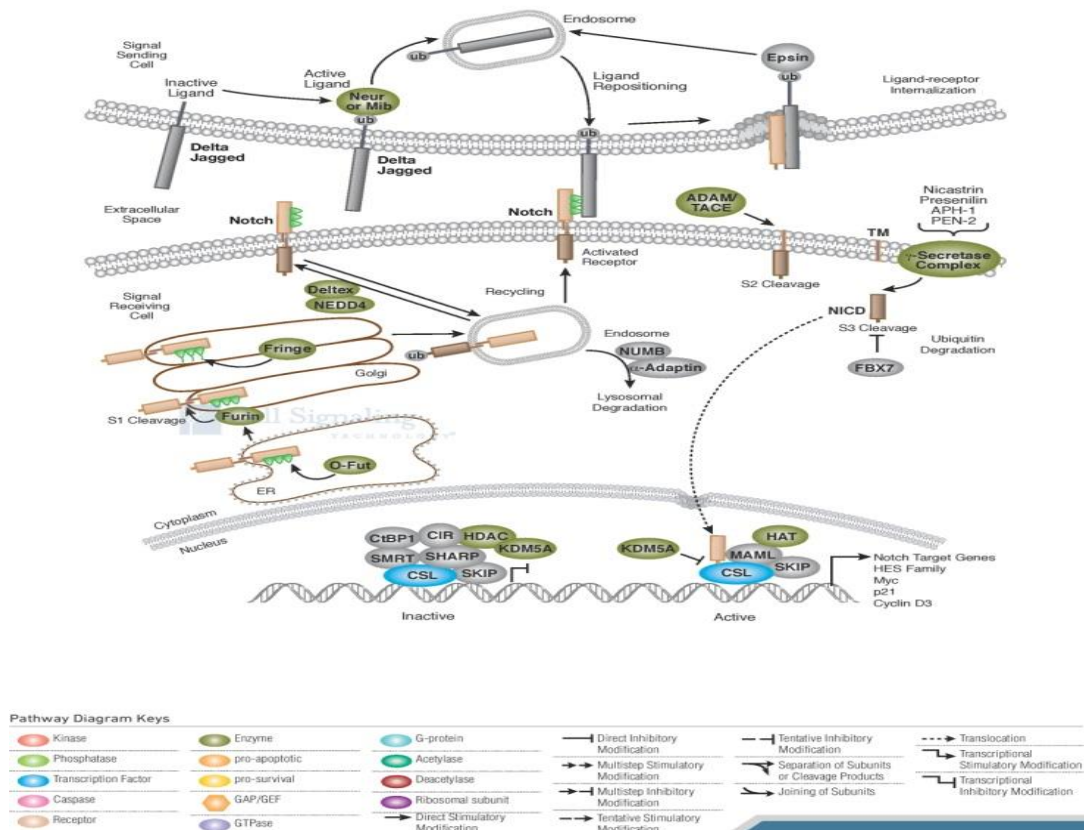 Endosome
Signal
Sending
Cell
Inactive
Ligand
Active
Ligand
Neur
or Mib
ub
ub
Epsin
ub
Ligand
Repositioning
Ligand-receptor
Internalization
ub
Delta
Jagged
Delta
Jagged
Extracellular
Space
Notch
Notch
ADAM/
TACE
Nicastrin
Presenilin
APH-1
PEN-2
TM
γ-Secretase
Complex
Activated
Receptor
S2 Cleavage
Signal
Receiving
Cell
Deltex
NEDD4
Recycling
NICD
S3 Cleavage
Ubiquitin
Degradation
FBX7
Fringe
Golgi
ub
Endosome
NUMB
α-Adaptin
Lysosomal
Degradation
S1 Cleavage
Furin
Cell Signaling
TECHNOLOGY®
O-Fut
ER
Cytoplasm
Nucleus
CtBP1
CIR
HDAC
KDM5A
SMRT
SHARP
CSL
SKIP
Inactive
KDM5A
HAT
MAML
CSL
SKIP
Active
Notch Target Genes
HES Family
Myc
p21
Cyclin D3
Pathway Diagram Keys
Kinase
Phosphatase
Transcription Factor
Caspase
Receptor
Enzyme
pro-apoptotic
pro-survival
GAP/GEF
GTPase
G-protein
Acetylase
Deacetylase
Ribosomal subunit
Direct Stimulatory
Modification
Direct Inhibitory
Modification
Multistep Stimulatory
Modification
Multistep Inhibitory
Modification
Tentative Stimulatory
Modification
Tentative Inhibitory
Modification
Separation of Subunits
or Cleavage Products
Joining of Subunits
Translocation
Transcriptional
Stimulatory Modification
Transcriptional
Inhibitory Modification